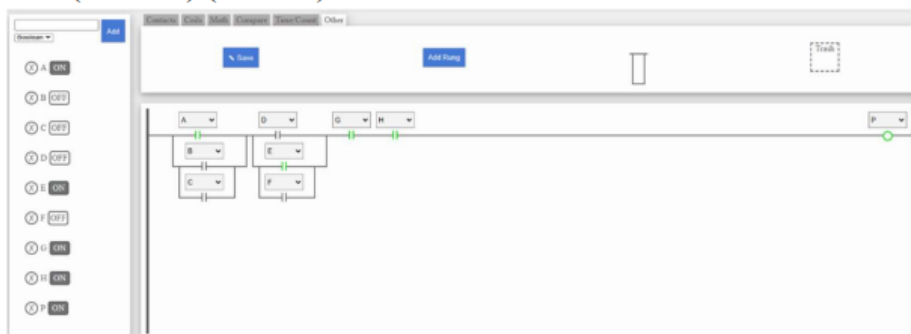 Contacts Coils Math Compare Timer/Count Other
Add
Boolean
Save
Add Rung
Trash
X A ON
X B OFF
X C OFF
X D OFF
X E ON
X F OFF
X G ON
X H ON
X P ON
A D G H P
B E
C F